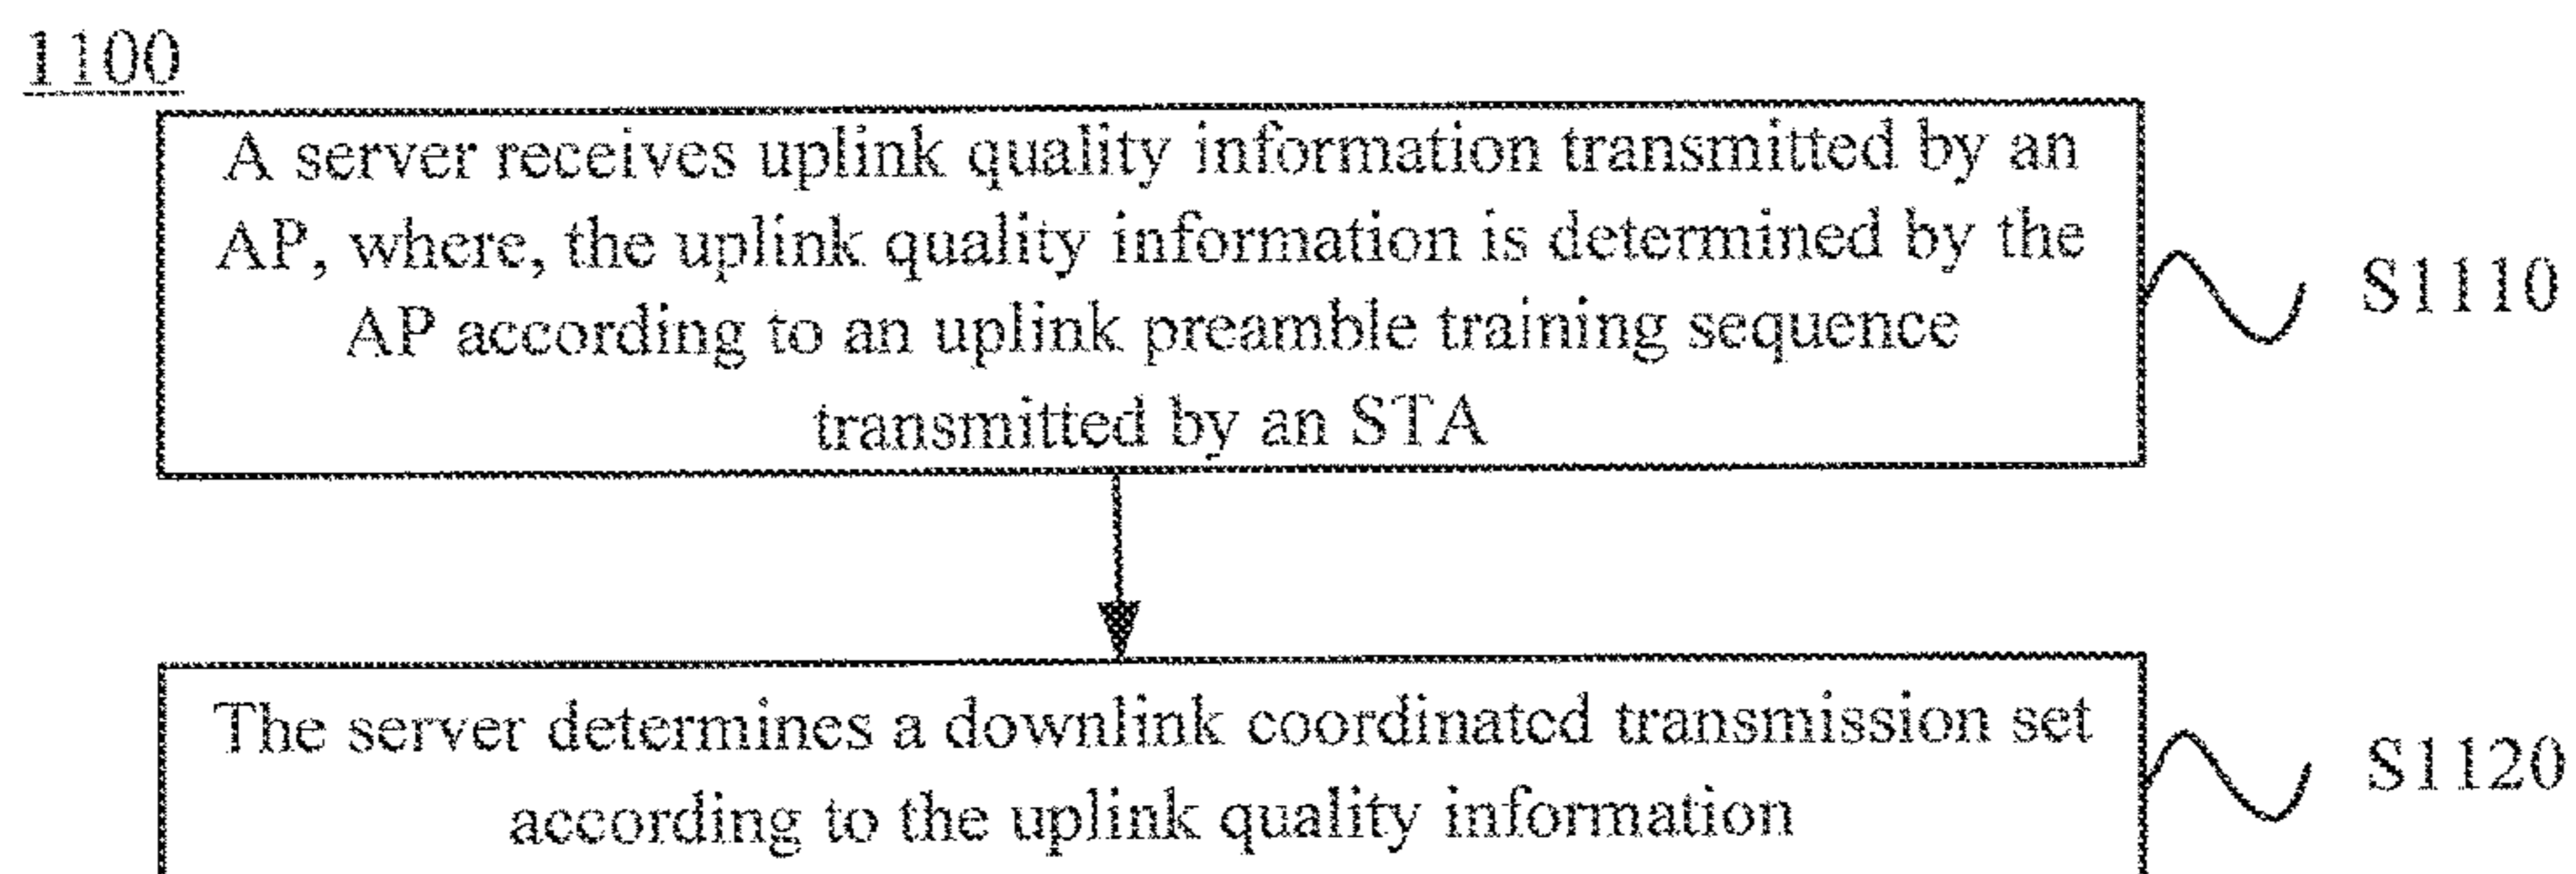 1100
A server receives uplink quality information transmitted by an
AP, where, the uplink quality information is determined by the
AP according to an uplink preamble training sequence
transmitted by an STA
S1110
The server determines a downlink coordinated transmission set
according to the uplink quality information
S1120